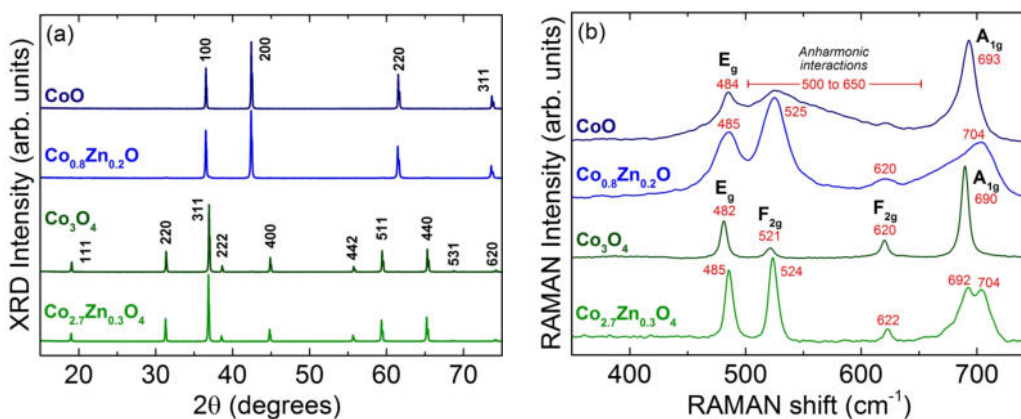 (a)
XRD Intensity (arb. units)
100
200
220
311
CoO
Co0.8Zn0.2O
Co3O4
111
220
311
222
400
442
511
440
531
620
Co2.7Zn0.3O4
20
30
40
50
60
70
2θ (degrees)
(b)
RAMAN Intensity (arb. units)
Anharmonic
interactions
500 to 650
Eg
484
A1g
693
CoO
485
525
620
704
Co0.8Zn0.2O
Eg
482
F2g
521
F2g
620
A1g
690
Co3O4
485
524
622
692
704
Co2.7Zn0.3O4
400
500
600
700
RAMAN shift (cm-1)